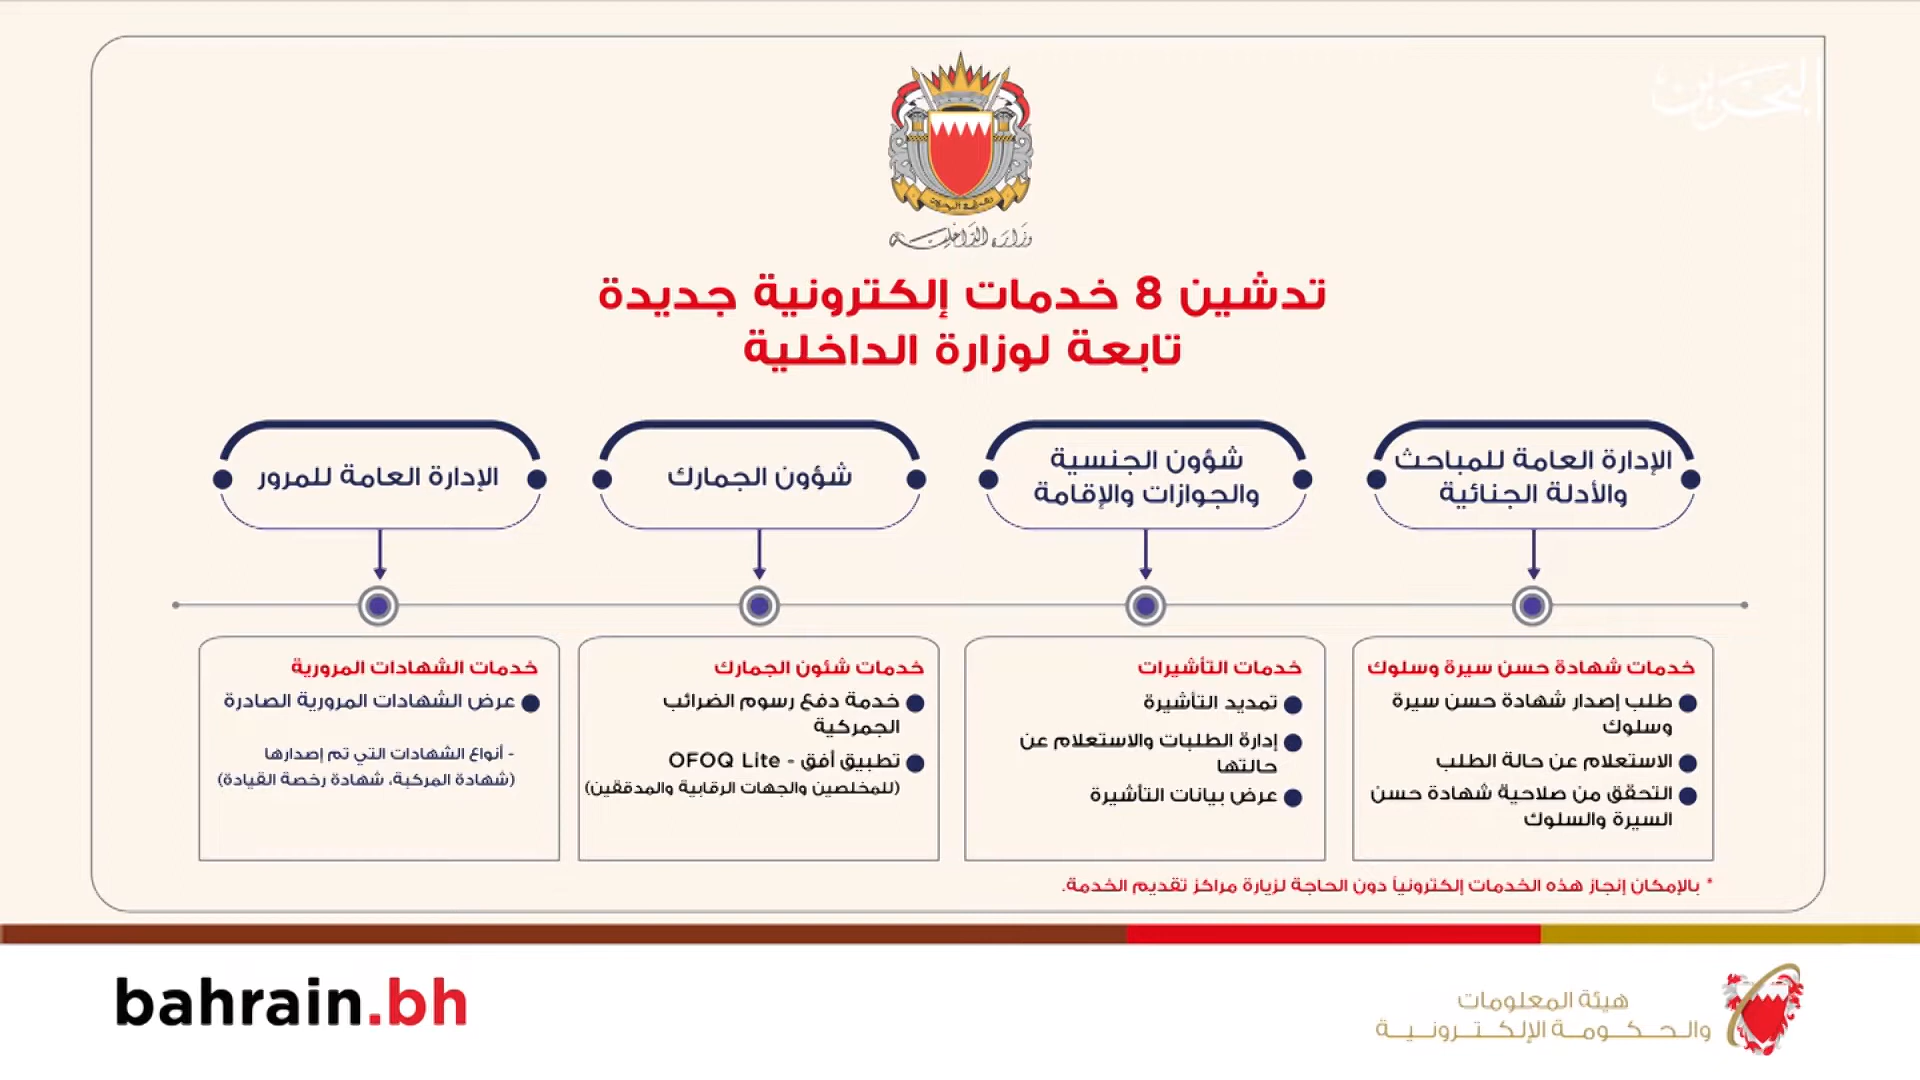 البحرين
وزارة الداخلية
تدشين 8 خدمات إلكترونية جديدة
تابعة لوزارة الداخلية
الإدارة العامة للمباحث
والأدلة الجنائية
شؤون الجنسية
والجوازات والإقامة
شؤون الجمارك
الإدارة العامة للمرور
خدمات شهادة حسن سيرة وسلوك
طلب إصدار شهادة حسن سيرة
وسلوك
الاستعلام عن حالة الطلب
التحقق من صلاحية شهادة حسن
السيرة والسلوك
خدمات التأشيرات
تمديد التأشيرة
إدارة الطلبات والاستعلام عن
حالتها
عرض بيانات التأشيرة
خدمات شئون الجمارك
خدمة دفع رسوم الضرائب
الجمركية
تطبيق أفق - OFOQ Lite
(للمخلصين والجهات الرقابية والمدققين)
خدمات الشهادات المرورية
عرض الشهادات المرورية الصادرة
- أنواع الشهادات التي تم إصدارها
(شهادة المركبة، شهادة رخصة القيادة)
* بالإمكان إنجاز هذه الخدمات إلكترونياً دون الحاجة لزيارة مراكز تقديم الخدمة.
bahrain.bh
هيئة المعلومات
والحكومة الإلكترونية